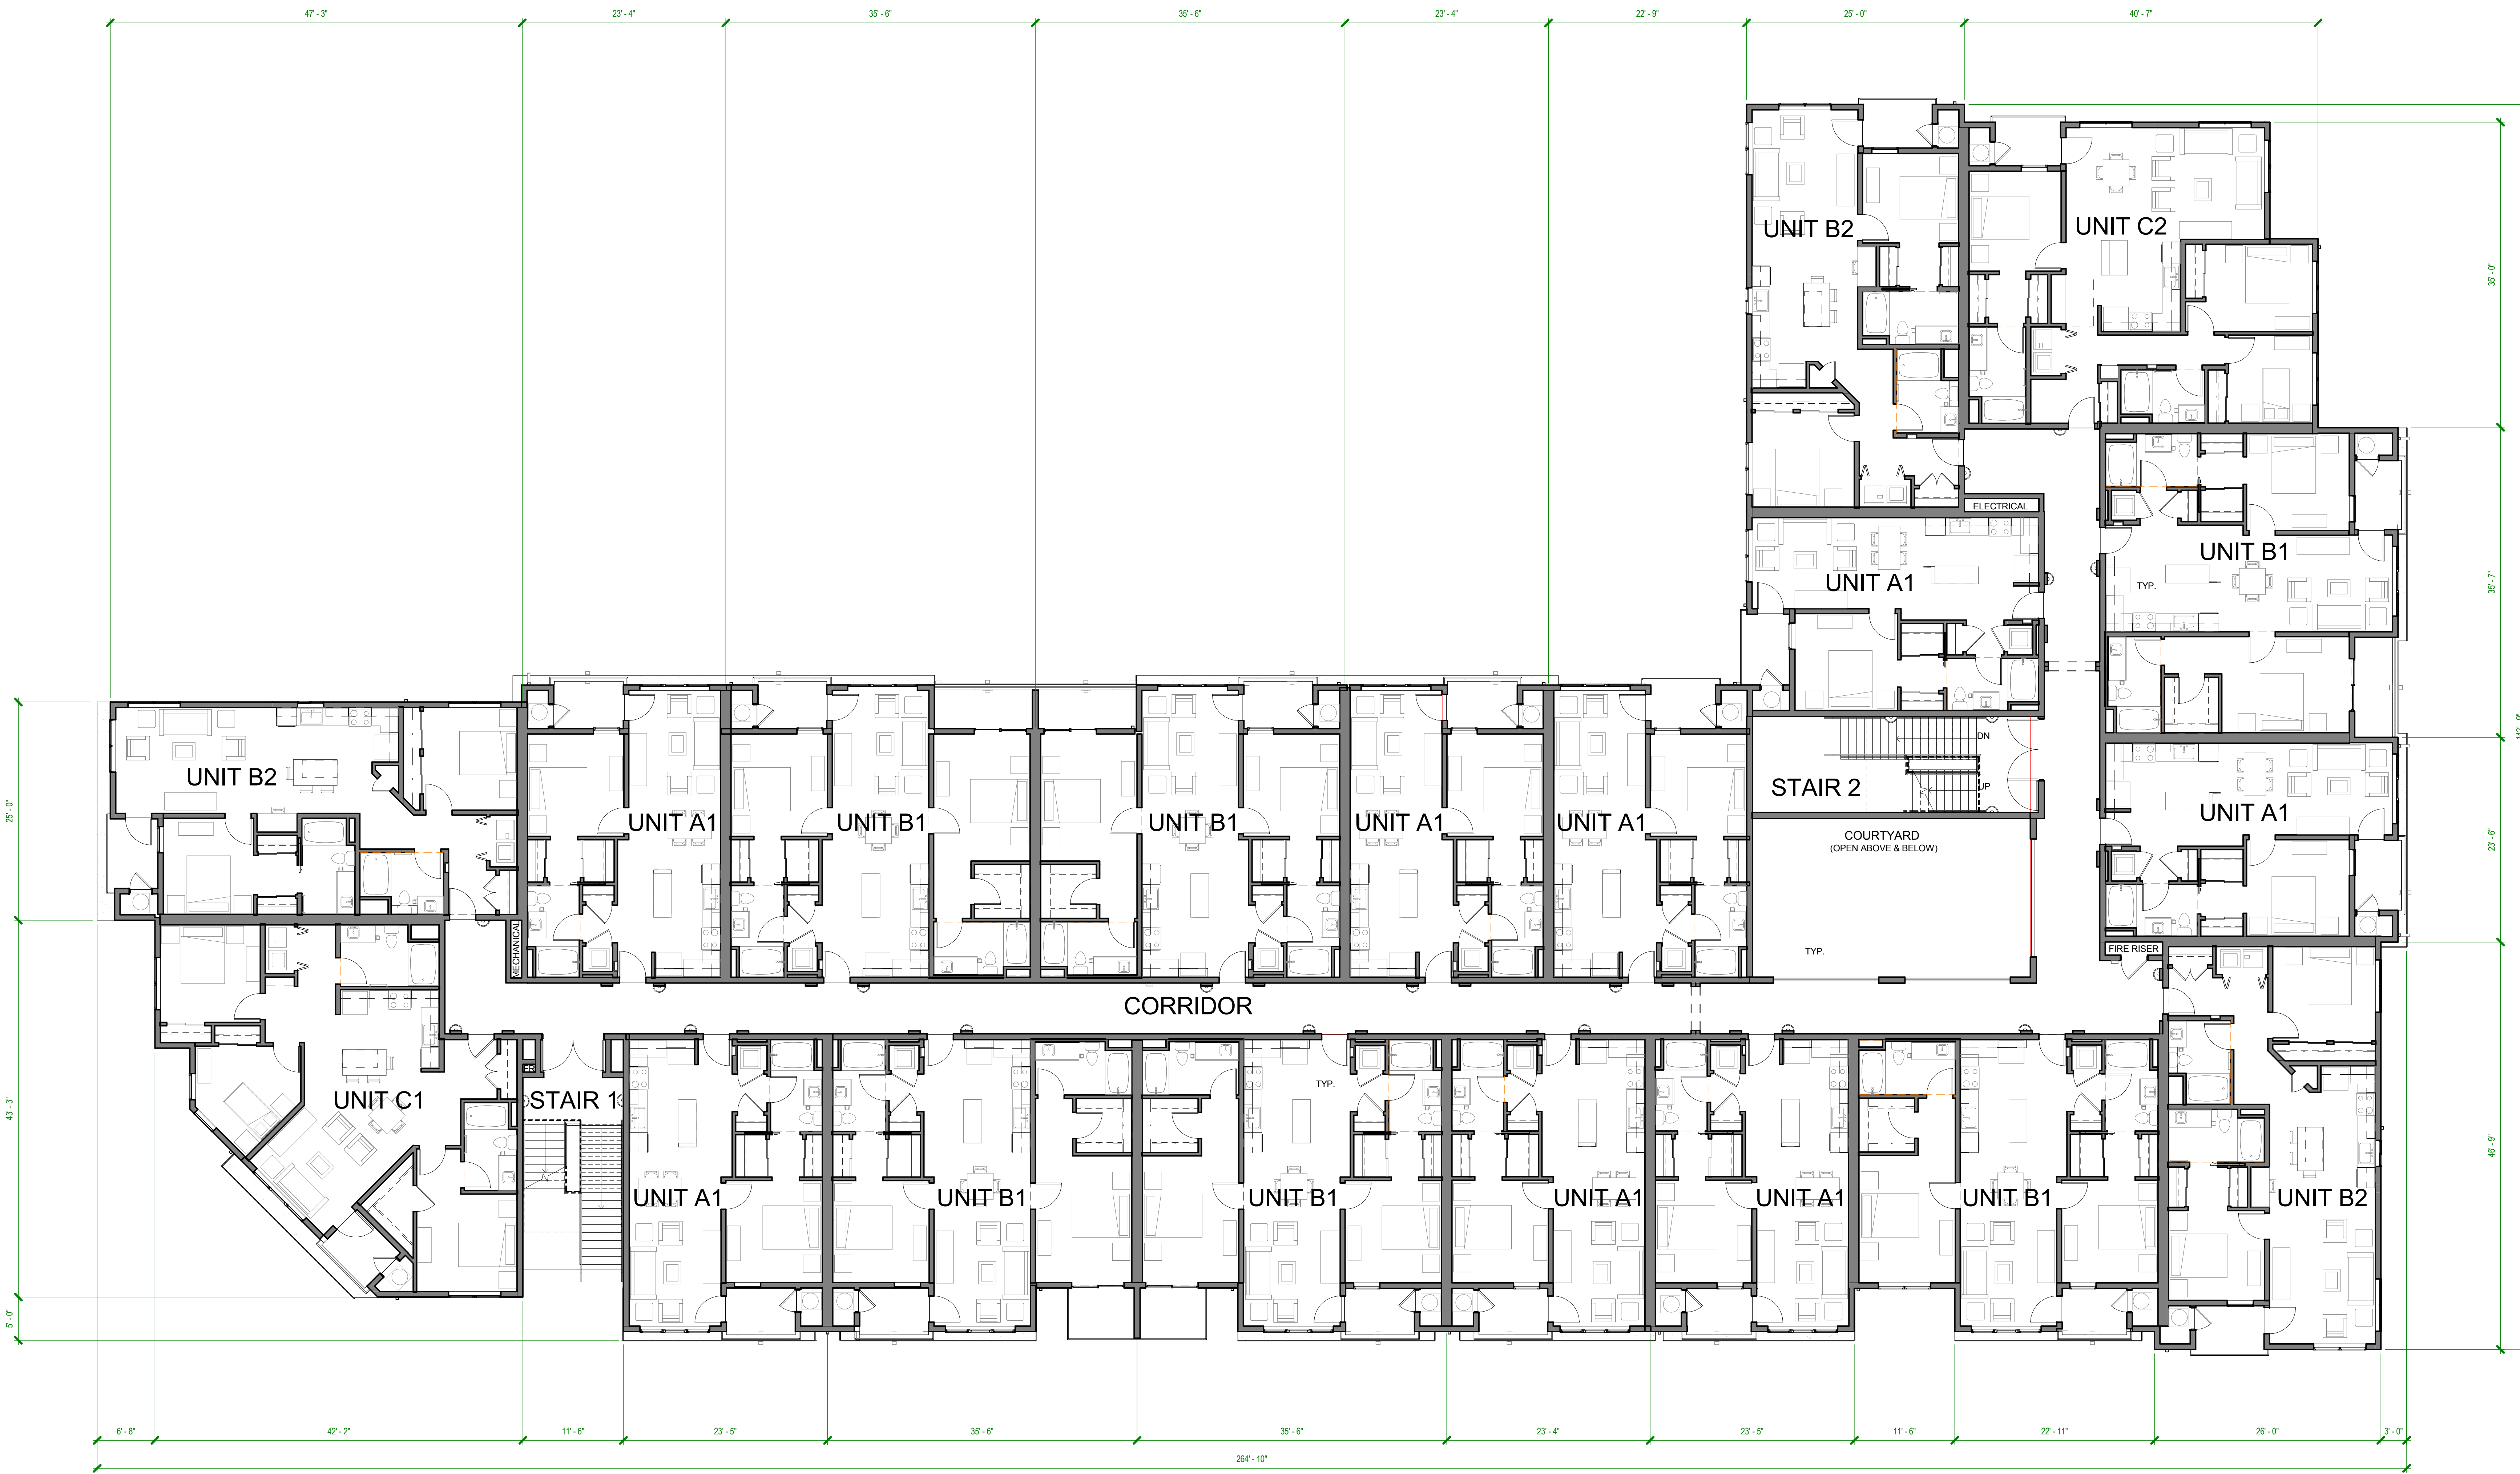 47' - 3"
23' - 4"
35' - 6"
35' - 6"
23' - 4"
22' - 9"
25' - 0"
40' - 7"
UNIT B2
UNIT C2
35' - 0"
ELECTRICAL
UNIT A1
UNIT B1
TYP.
35' - 7"
142' - 9"
DN
UP
STAIR 2
UNIT B2
UNIT A1
UNIT B1
UNIT B1
UNIT A1
UNIT A1
UNIT A1
COURTYARD
(OPEN ABOVE & BELOW)
TYP.
25' - 0"
23' - 6"
MECHANICAL
FIRE RISER
CORRIDOR
TYP.
UNIT C1
STAIR 1
UNIT A1
UNIT B1
UNIT B1
UNIT A1
UNIT A1
UNIT B1
UNIT B2
43' - 3"
46' - 9"
5' - 0"
6' - 8"
42' - 2"
11' - 6"
23' - 5"
35' - 6"
35' - 6"
23' - 4"
23' - 5"
11' - 6"
22' - 11"
26' - 0"
3' - 0"
264' - 10"